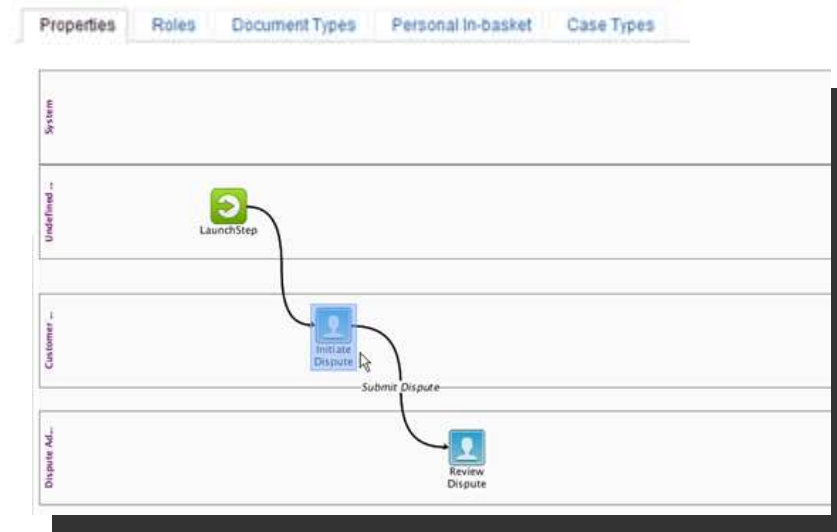 Properties Roles Document Types Personal In-basket Case Types
System
Undefined ...
LaunchStep
Customer ...
Initiate
Dispute
Submit Dispute
Dispute Ad...
Review
Dispute